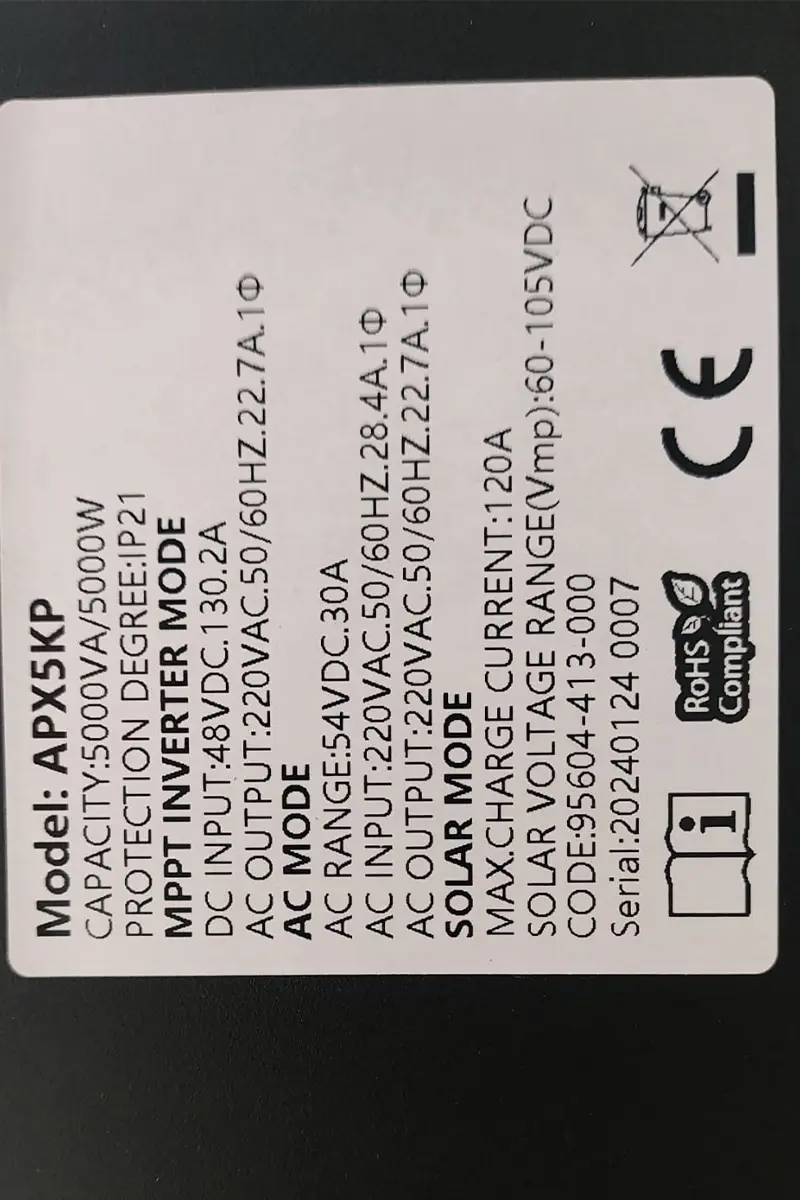 Model: APX5KP
CAPACITY:5000VA/5000W
PROTECTION DEGREE:IP21
MPPT INVERTER MODE
DC INPUT:48VDC.130.2A
AC OUTPUT:220VAC.50/60HZ.22.7A.1Φ
AC MODE
AC RANGE:54VDC.30A
AC INPUT:220VAC.50/60HZ.28.4A.1Φ
AC OUTPUT:220VAC.50/60HZ.22.7A.1Φ
SOLAR MODE
MAX.CHARGE CURRENT:120A
SOLAR VOLTAGE RANGE(Vmp):60-105VDC
CODE:95604-413-000
Serial:20240124 0007
i
RoHS
Compliant
CE